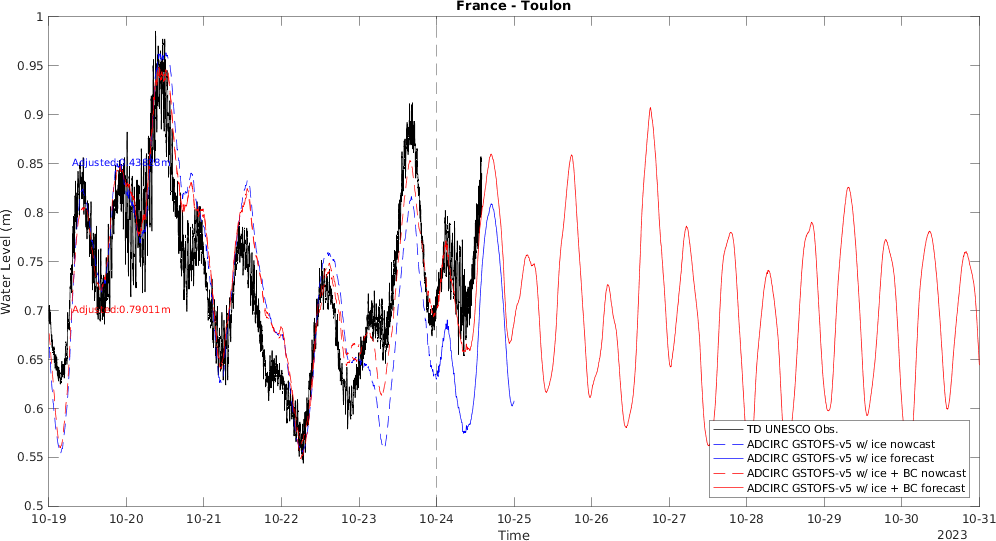 France - Toulon
Water Level (m)
1
0.95
0.9
0.85
0.8
0.75
0.7
0.65
0.6
0.55
0.5
Adjusted:0.79011m
TD UNESCO Obs.
ADCIRC GSTOFS-v5 w/ ice nowcast
ADCIRC GSTOFS-v5 w/ ice forecast
ADCIRC GSTOFS-v5 w/ ice + BC nowcast
ADCIRC GSTOFS-v5 w/ ice + BC forecast
10-19 10-20 10-21 10-22 10-23 10-24 10-25 10-26 10-27 10-28 10-29 10-30 10-31
Time
2023